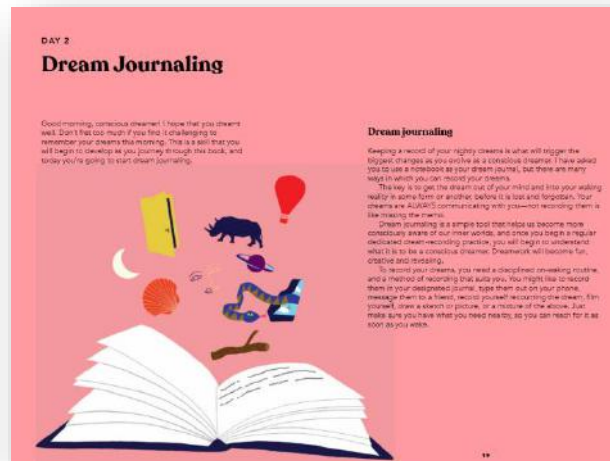 DAY 2
Dream Journaling
Good morning, conscious dreamer! I hope that you dreamt
well. Don't fret too much if you find it challenging to
remember your dreams this morning. This is a skill that you
will begin to develop as you journey through this book, and
today you're going to start dream journaling.
Dream journaling
Keeping a record of your nightly dreams is what will trigger the
biggest changes as you evolve as a conscious dreamer. I have asked
you to use a notebook as your dream journal, but there are many
ways in which you can record your dreams.
The key is to get the dream out of your mind and into your waking
reality in some form or another, before it is lost and forgotten. Your
dreams are ALWAYS communicating with you—not recording them is
like missing the memo.
Dream journaling is a simple tool that helps us become more
consciously aware of our inner worlds, and once you begin a regular
dedicated dream-recording practice, you will begin to understand
what it is to be a conscious dreamer. Dreamwork will become fun,
creative and revealing.
To record your dreams, you need a disciplined on-waking routine,
and a method of recording that suits you. You might like to record
them in your designated journal, type them out on your phone,
message them to a friend, record yourself recounting the dream, film
yourself, draw a sketch or picture, or a mixture of the above. Just
make sure you have what you need nearby, so you can reach for it as
soon as you wake.